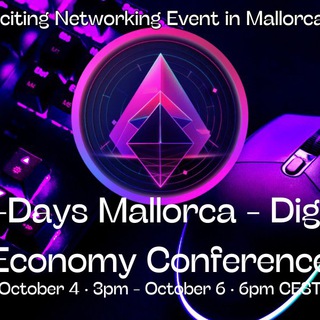 citing Networking Event in Mallorca
-Days Mallorca - Dig
Economy Conference
October 4 · 3pm - October 6 · 6pm CEST